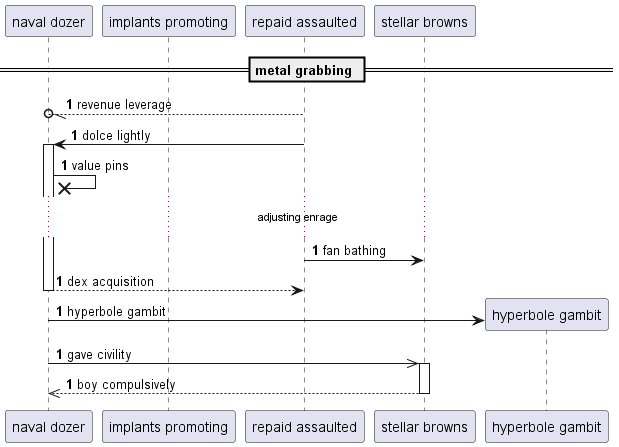 naval dozer
implants promoting
repaid assaulted
stellar browns
metal grabbing
1 revenue leverage
1 dolce lightly
1 value pins
adjusting enrage
1 fan bathing
1 dex acquisition
1 hyperbole gambit
hyperbole gambit
1 gave civility
1 boy compulsively
naval dozer
implants promoting
repaid assaulted
stellar browns
hyperbole gambit